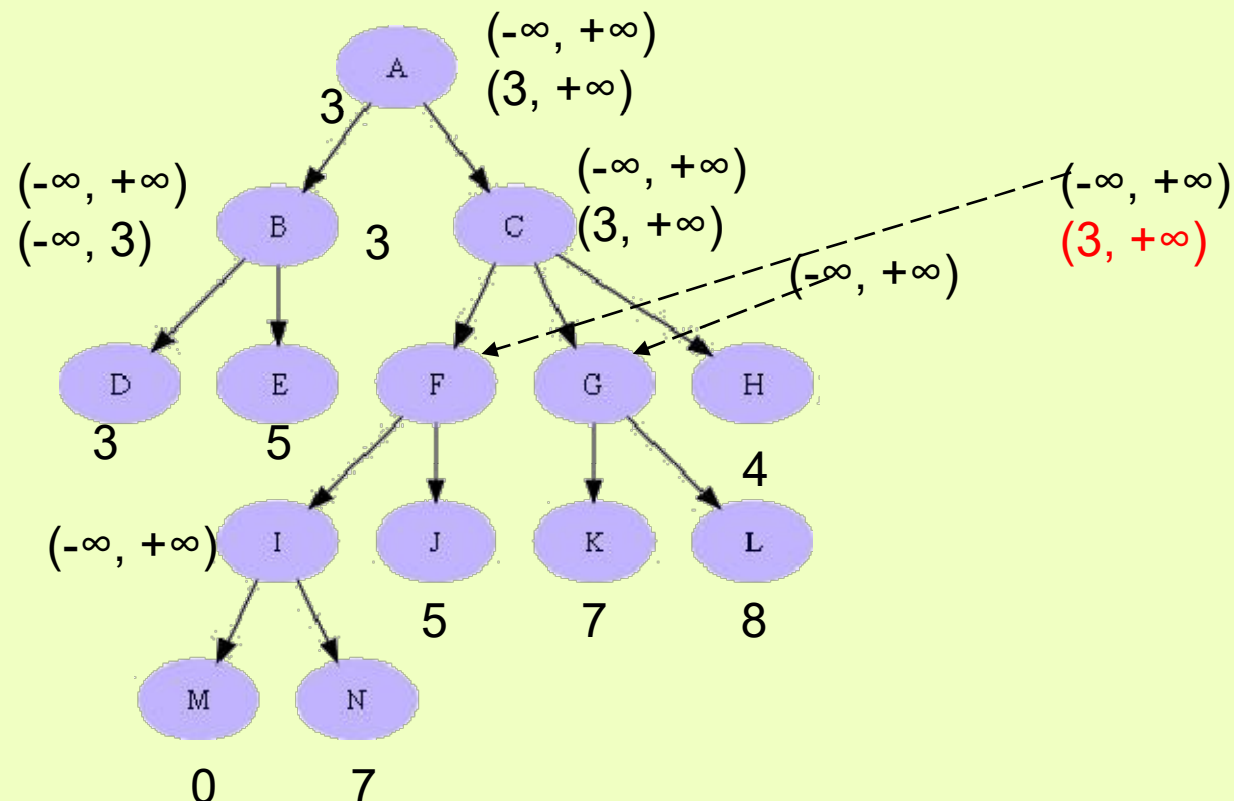 (-∞, +∞)
A
(3, +∞)
3
(-∞, +∞)
(-∞, +∞)
(-∞, +∞)
(-∞, 3)
B
3
C
(3, +∞)
(3, +∞)
(-∞, +∞)
D
E
F
G
H
3
5
4
(-∞, +∞)
I
J
K
L
5
7
8
M
N
0
7